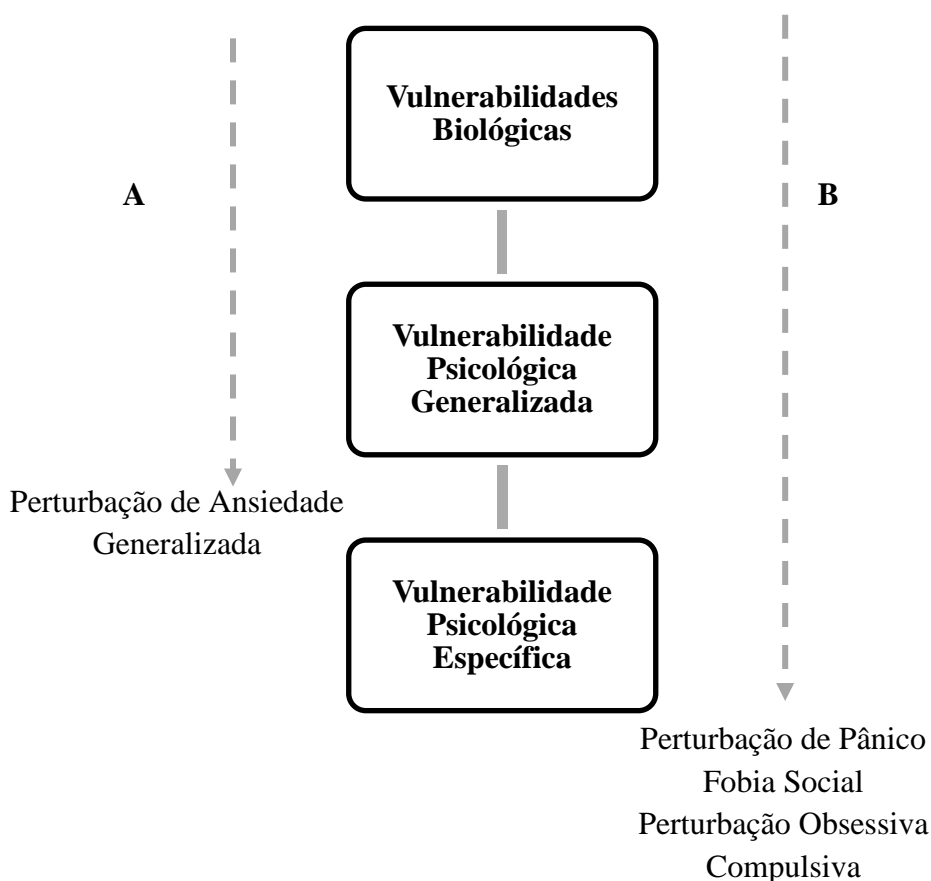 Vulnerabilidades
Biológicas
A
B
Vulnerabilidade
Psicológica
Generalizada
Perturbação de Ansiedade
Generalizada
Vulnerabilidade
Psicológica
Específica
Perturbação de Pânico
Fobia Social
Perturbação Obsessiva
Compulsiva